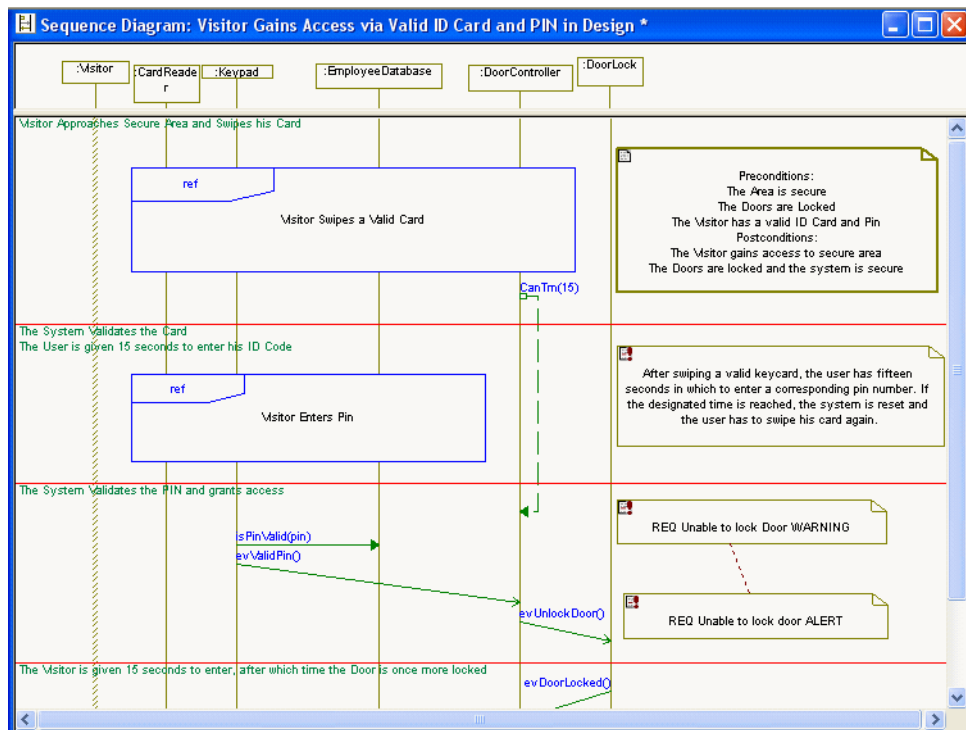 Sequence Diagram: Visitor Gains Access via Valid ID Card and PIN in Design *
:Visitor
:CardReade
r
:Keypad
:EmployeeDatabase
:DoorController
:DoorLock
Visitor Approaches Secure Area and Swipes his Card
ref
Visitor Swipes a Valid Card
Preconditions:
The Area is secure
The Doors are Locked
The Visitor has a valid ID Card and Pin
Postconditions:
The Visitor gains access to secure area
The Doors are locked and the system is secure
CanTm(15)
The System Validates the Card
The User is given 15 seconds to enter his ID Code
ref
Visitor Enters Pin
After swiping a valid keycard, the user has fifteen
seconds in which to enter a corresponding pin number. If
the designated time is reached, the system is reset and
the user has to swipe his card again.
The System Validates the PIN and grants access
REQ Unable to lock Door WARNING
isPinValid(pin)
evValidPin()
evUnlockDoor()
REQ Unable to lock door ALERT
The Visitor is given 15 seconds to enter, after which time the Door is once more locked
evDoorLocked()